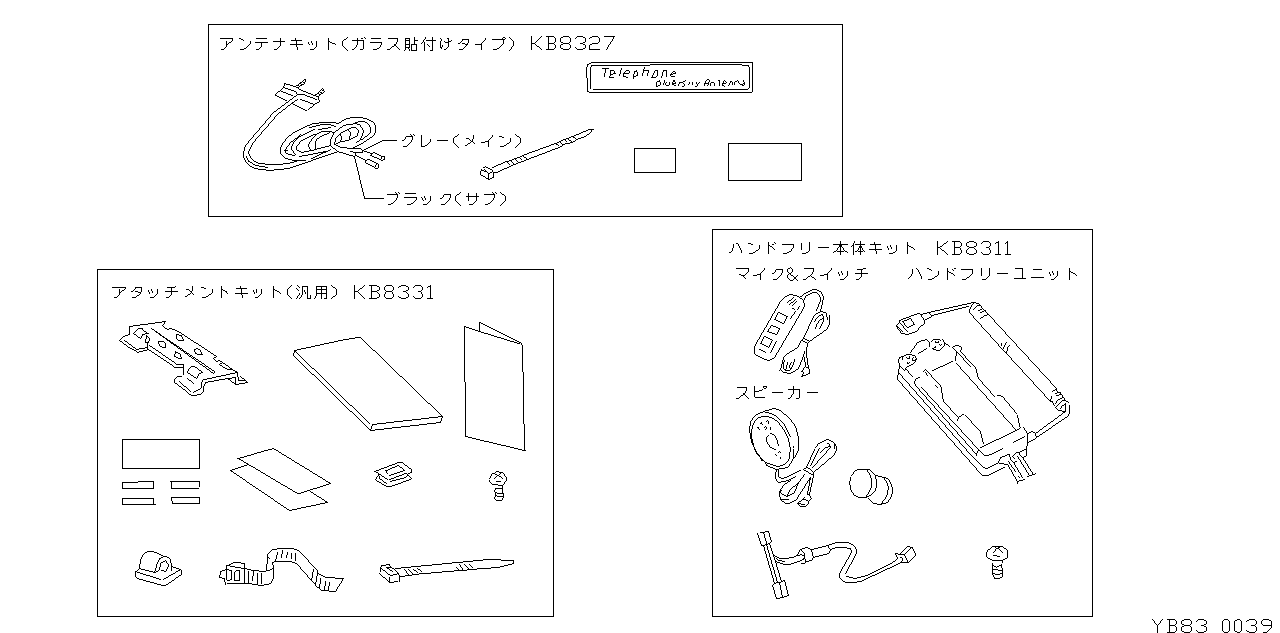 アンテナキット(ガラス貼付けタイプ) KB8327
Telephone
Diversity Antenna
グレー(メイン)
ブラック(サブ)
ハンドフリー本体キット KB8311
マイク&スイッチ ハンドフリーユニット
スピーカー
アタッチメントキット(汎用) KB8331
YB83 0039